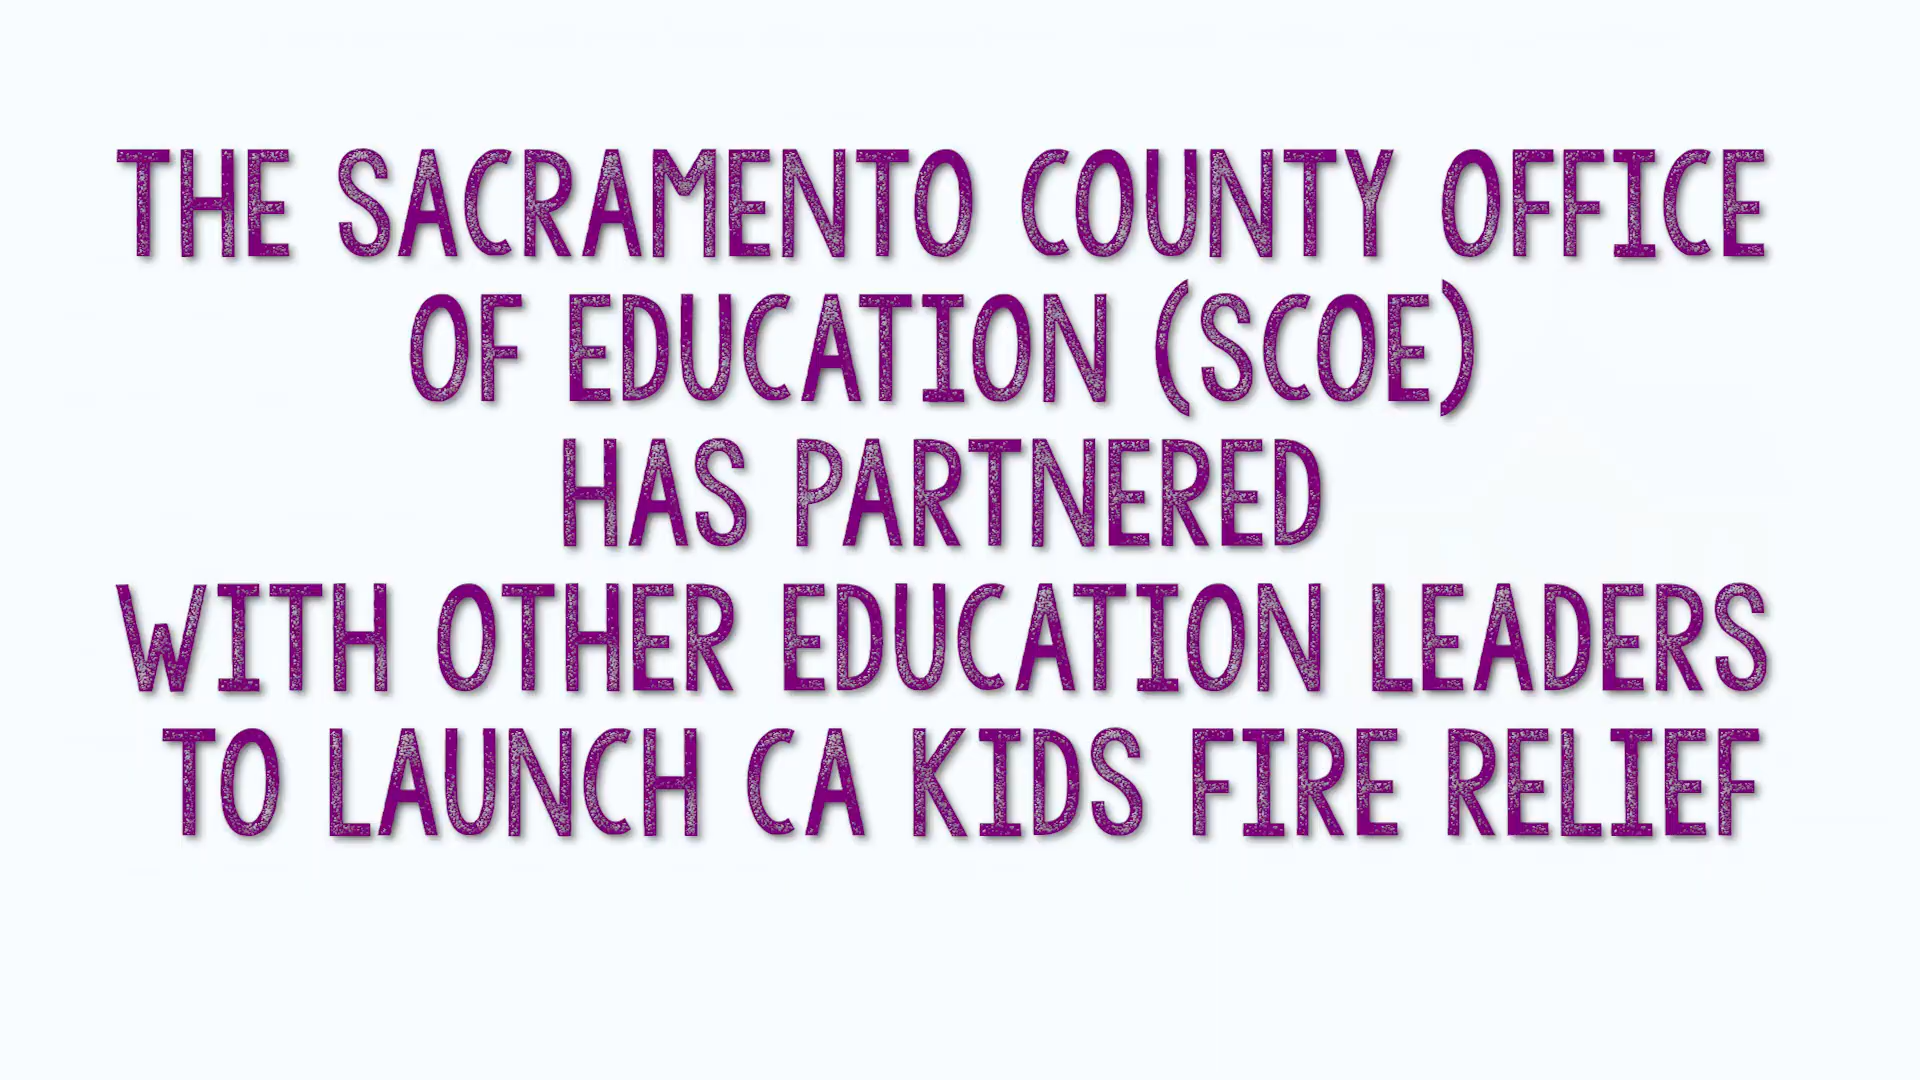 THE SACRAMENTO COUNTY OFFICE
OF EDUCATION (SCOE)
HAS PARTNERED
WITH OTHER EDUCATION LEADERS
TO LAUNCH CA KIDS FIRE RELIEF